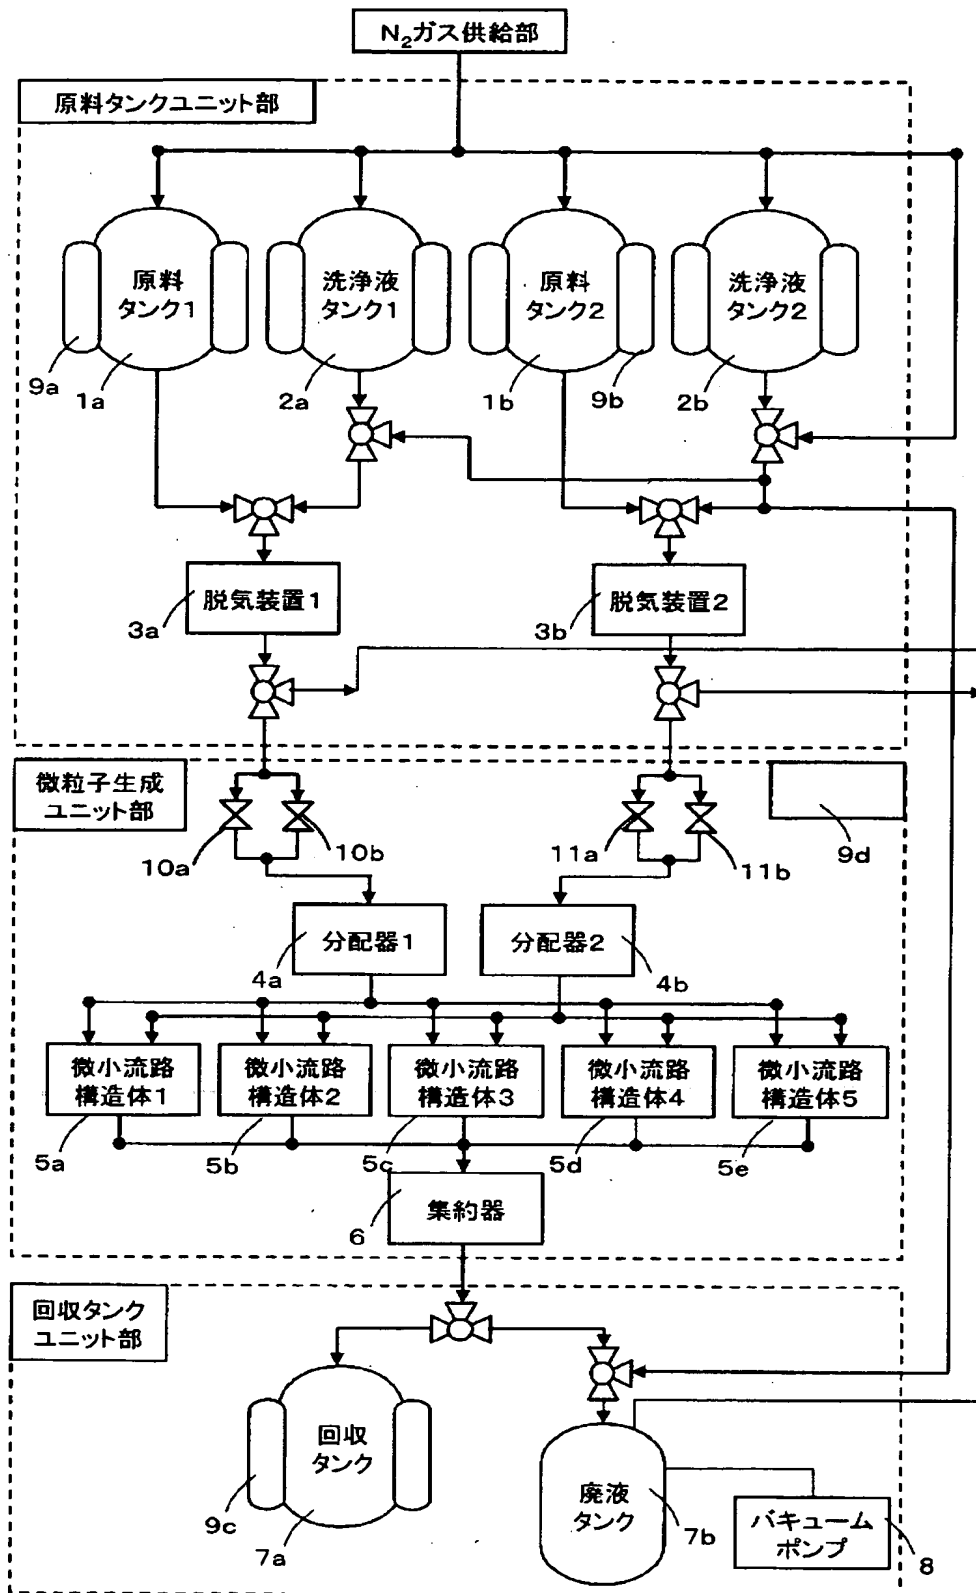 N₂ガス供給部
原料タンクユニット部
原料
タンク1
洗浄液
タンク1
原料
タンク2
洗浄液
タンク2
9a
1a
2a
1b
9b
2b
脱気装置1
脱気装置2
3a
3b
微粒子生成
ユニット部
9d
10a
10b
11a
11b
分配器1
分配器2
4a
4b
微小流路
構造体1
微小流路
構造体2
微小流路
構造体3
微小流路
構造体4
微小流路
構造体5
5a
5b
5c
5d
5e
集約器
6
回収タンク
ユニット部
回収
タンク
9c
7a
廃液
タンク
7b
バキューム
ポンプ
8